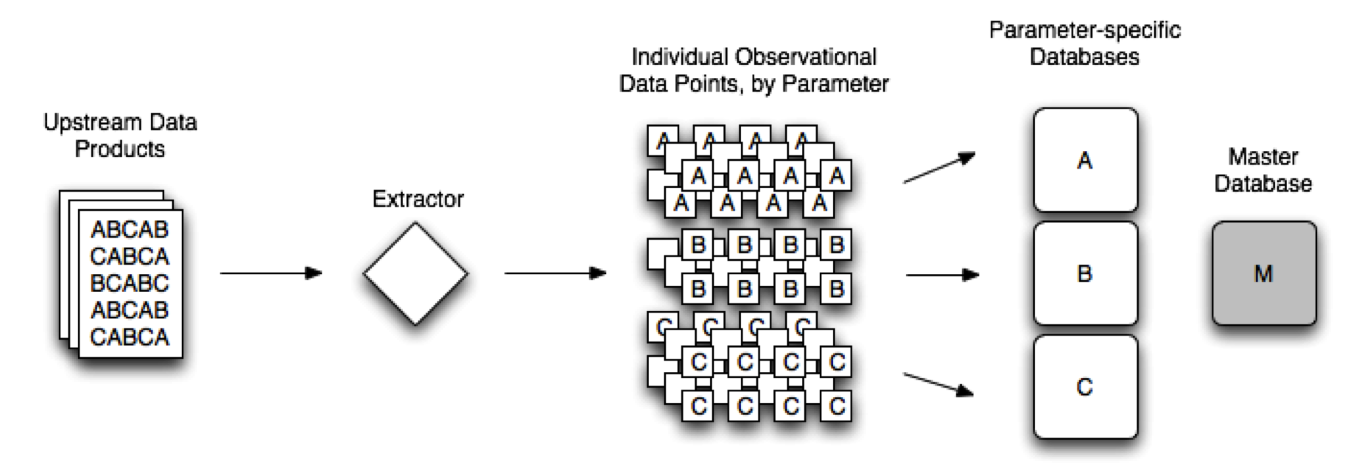 Upstream Data
Products
ABCAB
CABCA
BCABC
ABCAB
CABCA
Extractor
Individual Observational
Data Points, by Parameter
A A A A
A A A A
A A A A
B B B B
B B B B
C C C C
C C C C
C C C C
Parameter-specific
Databases
A
B
C
Master
Database
M